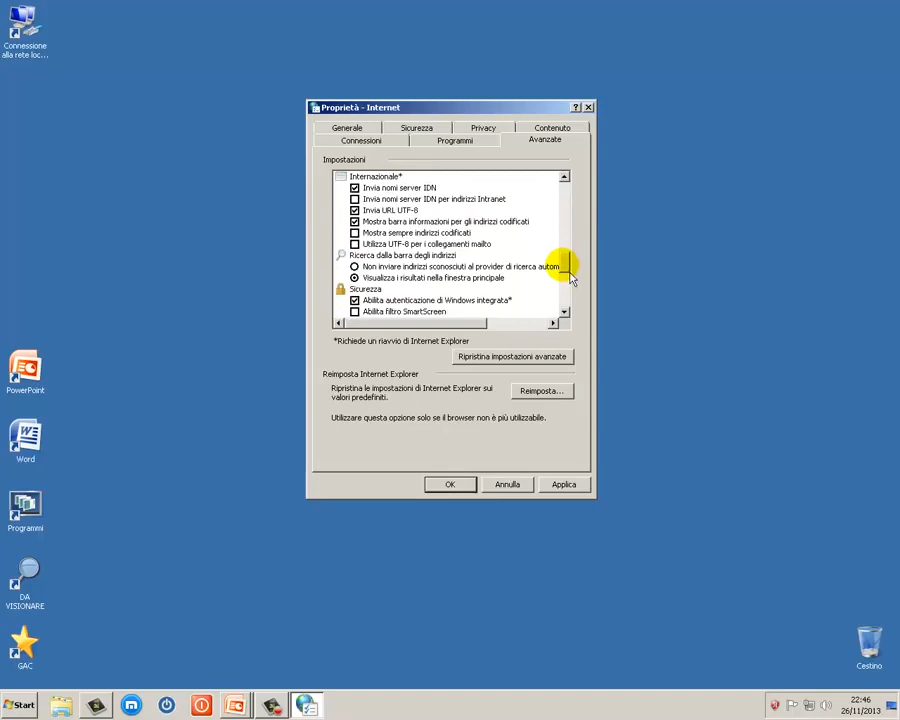 Connessione
alla rete loc...
PowerPoint
Word
Programmi
DA
VISIONARE
GAC
Cestino
Proprietà - Internet
Generale
Sicurezza
Privacy
Contenuto
Connessioni
Programmi
Avanzate
Impostazioni
Internazionale*
Invia nomi server IDN
Invia nomi server IDN per indirizzi Intranet
Invia URL UTF-8
Mostra barra informazioni per gli indirizzi codificati
Mostra sempre indirizzi codificati
Utilizza UTF-8 per i collegamenti mailto
Ricerca dalla barra degli indirizzi
Non inviare indirizzi sconosciuti al provider di ricerca autom
Visualizza i risultati nella finestra principale
Sicurezza
Abilita autenticazione di Windows integrata*
Abilita filtro SmartScreen
*Richiede un riavvio di Internet Explorer
Ripristina impostazioni avanzate
Reimposta Internet Explorer
Ripristina le impostazioni di Internet Explorer sui
valori predefiniti.
Reimposta...
Utilizzare questa opzione solo se il browser non è più utilizzabile.
OK
Annulla
Applica
Start
22:46
26/11/2013